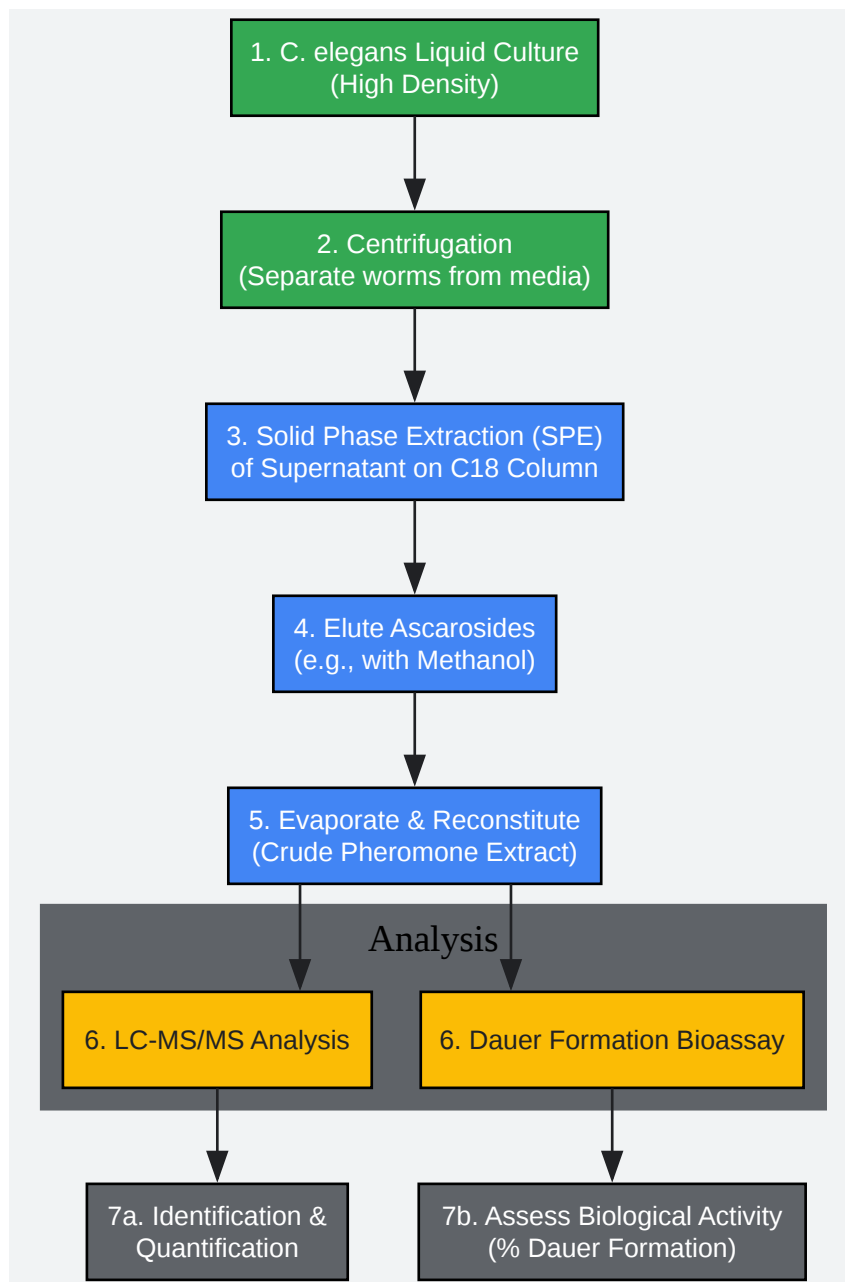 1. C. elegans Liquid Culture
(High Density)
2. Centrifugation
(Separate worms from media)
3. Solid Phase Extraction (SPE)
of Supernatant on C18 Column
4. Elute Ascarosides
(e.g., with Methanol)
5. Evaporate & Reconstitute
(Crude Pheromone Extract)
Analysis
6. LC-MS/MS Analysis
6. Dauer Formation Bioassay
7a. Identification &
Quantification
7b. Assess Biological Activity
(% Dauer Formation)